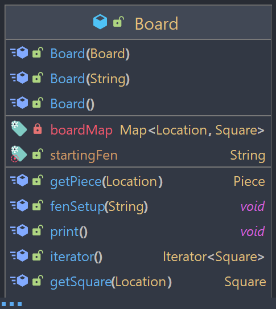 Board
Board(Board)
Board(String)
Board()
boardMap Map<Location, Square>
startingFen String
getPiece(Location) Piece
fenSetup(String) void
print() void
iterator() Iterator<Square>
getSquare(Location) Square